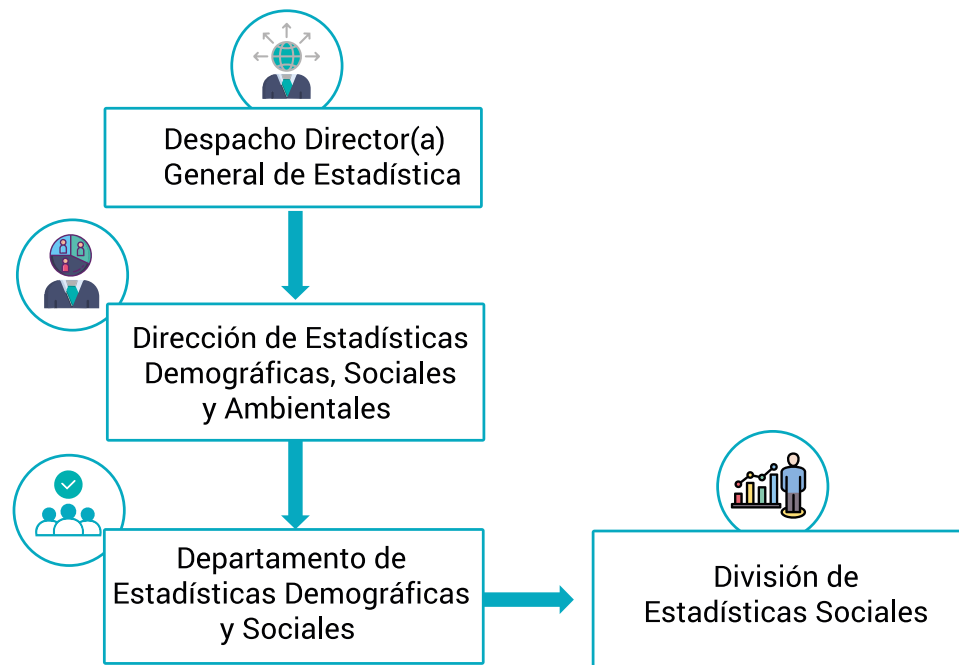 Despacho Director(a)
General de Estadística
Dirección de Estadísticas
Demográficas, Sociales
y Ambientales
Departamento de
Estadísticas Demográficas
y Sociales
División de
Estadísticas Sociales